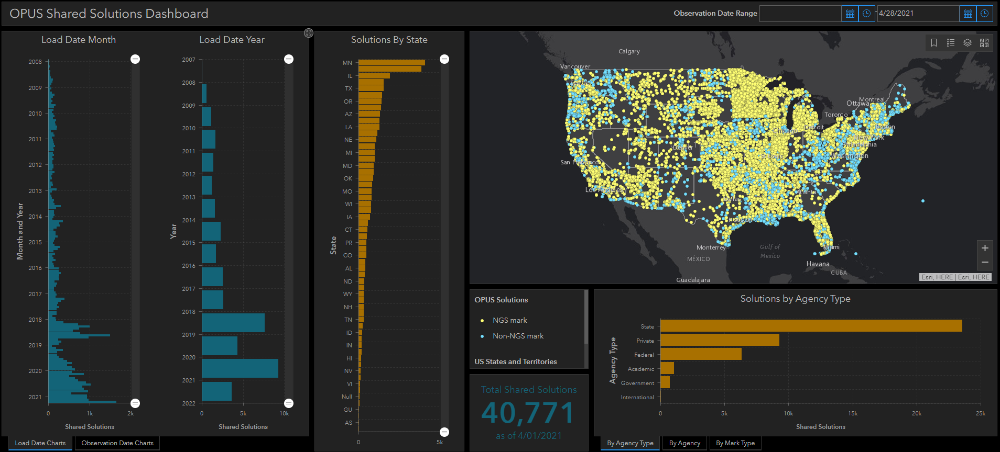 OPUS Shared Solutions Dashboard
Observation Date Range
-
4/28/2021
Load Date Month
Month and Year
2008
2009
2010
2011
2012
2013
2014
2015
2016
2017
2018
2019
2020
2021
0 1k 2k
Shared Solutions
Load Date Year
Year
2007
2008
2009
2010
2011
2012
2013
2014
2015
2016
2017
2018
2019
2020
2021
2022
0 5k 10k
Shared Solutions
Load Date Charts
Observation Date Charts
Solutions By State
State
MN
IL
TX
OR
AZ
LA
NE
MI
MD
OK
MO
WI
IA
CT
PR
CO
AL
ND
WY
NH
TN
ID
IN
HI
NV
VI
Null
GU
AS
0 5k
Calgary
Vancouver
Seattle
Montreal
Ottawa
Toronto
Boston
Detroit
Chicago
New York
Philadelphia
Denver
St Louis
Washington
San Francisco
Los Angeles
Atlanta
Dallas
Houston
Monterrey
Gulf of
Mexico
Miami
MÉXICO
Havana
CUBA
Guadalajara
+
−
Esri, HERE | Esri, HERE
OPUS Solutions
NGS mark
Non-NGS mark
US States and Territories
Total Shared Solutions
40,771
as of 4/01/2021
Solutions by Agency Type
Agency Type
State
Private
Federal
Academic
Government
International
0 5k 10k 15k 20k 25k
Shared Solutions
By Agency Type
By Agency
By Mark Type